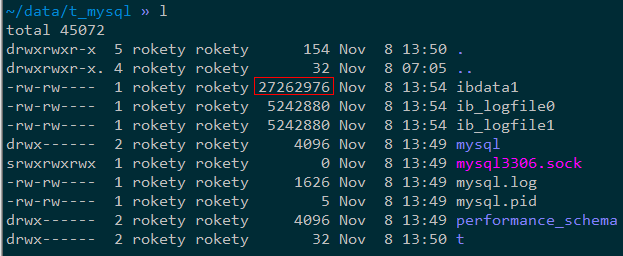 ~/data/t_mysql » l
total 45072
drwxrwxr-x  5 rokety rokety      154 Nov  8 13:50 .
drwxrwxr-x. 4 rokety rokety       32 Nov  8 07:05 ..
-rw-rw----  1 rokety rokety 27262976 Nov  8 13:54 ibdata1
-rw-rw----  1 rokety rokety  5242880 Nov  8 13:54 ib_logfile0
-rw-rw----  1 rokety rokety  5242880 Nov  8 13:54 ib_logfile1
drwx------  2 rokety rokety     4096 Nov  8 13:49 mysql
srwxrwxrwx  1 rokety rokety        0 Nov  8 13:49 mysql3306.sock
-rw-rw----  1 rokety rokety     1626 Nov  8 13:49 mysql.log
-rw-rw----  1 rokety rokety        5 Nov  8 13:49 mysql.pid
drwx------  2 rokety rokety     4096 Nov  8 13:49 performance_schema
drwx------  2 rokety rokety       32 Nov  8 13:50 t